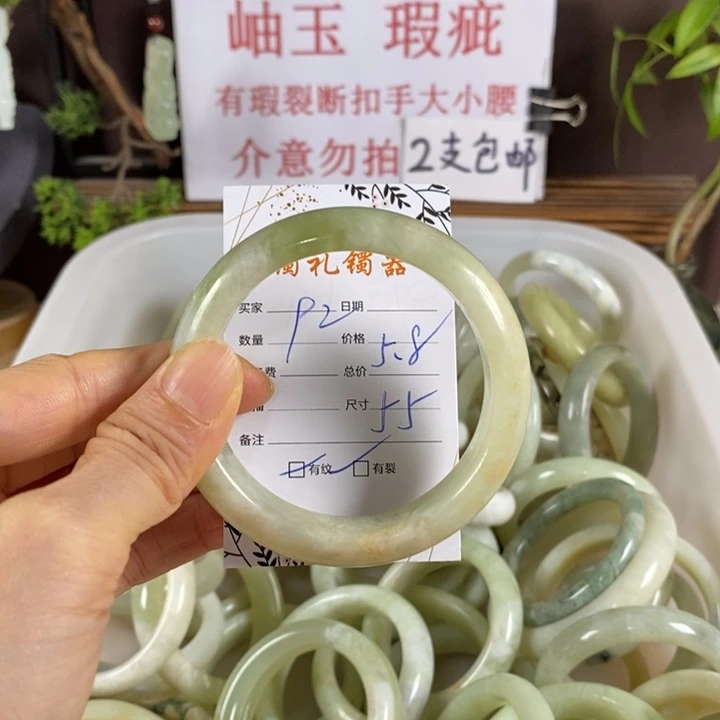 岫玉 瑕疵
有瑕裂断扣手大小腰
介意勿拍 2支包邮
礼镯器
买家 日期
数量 92 价格 5.8
费 总价
尺寸 55
备注
☑有纹 ☐有裂